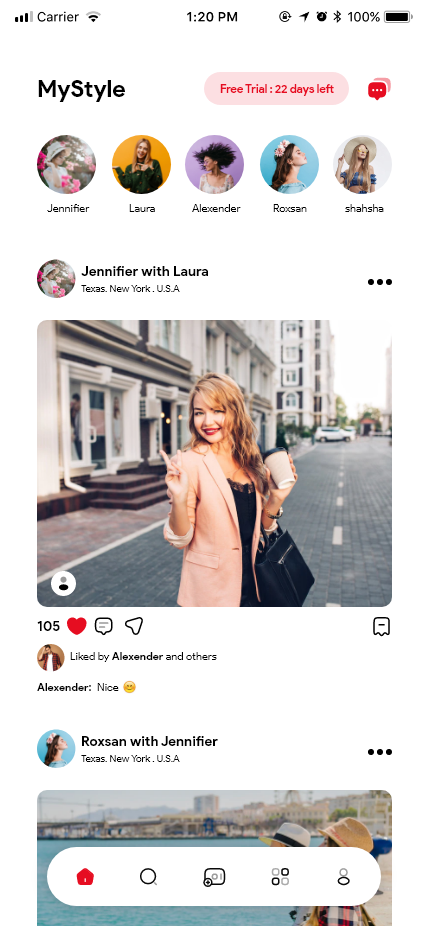 Carrier 1:20 PM 100%
MyStyle Free Trial : 22 days left
Jennifier Laura Alexender Roxsan shahsha
Jennifier with Laura
Texas. New York . U.S.A
105
Liked by Alexender and others
Alexender: Nice 😊
Roxsan with Jennifier
Texas. New York . U.S.A